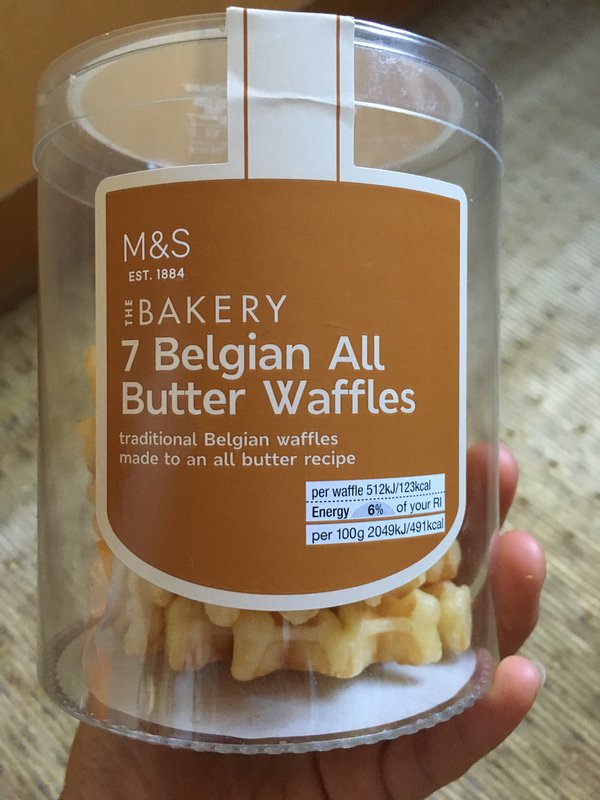 M&S
EST. 1884
THE BAKERY
7 Belgian All
Butter Waffles
traditional Belgian waffles
made to an all butter recipe
per waffle 512kJ/123kcal
Energy 6% of your RI
per 100g 2049kJ/491kcal